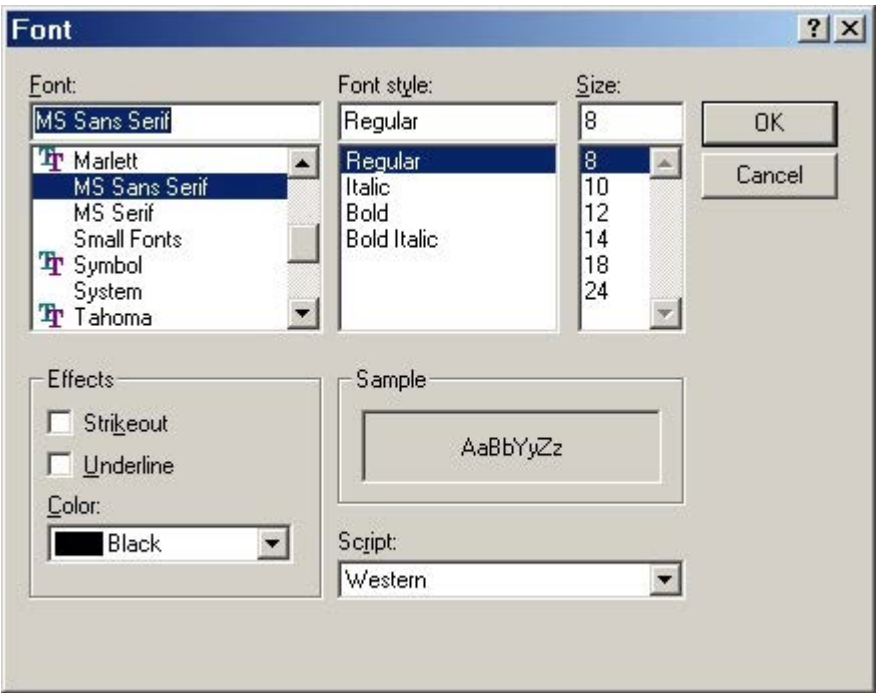 Font
Font:
MS Sans Serif
Marlett
MS Sans Serif
MS Serif
Small Fonts
Symbol
System
Tahoma
Font style:
Regular
Regular
Italic
Bold
Bold Italic
Size:
8
8
10
12
14
18
24
OK
Cancel
Effects
Strikeout
Underline
Color:
Black
Sample
AaBbYyZz
Script:
Western